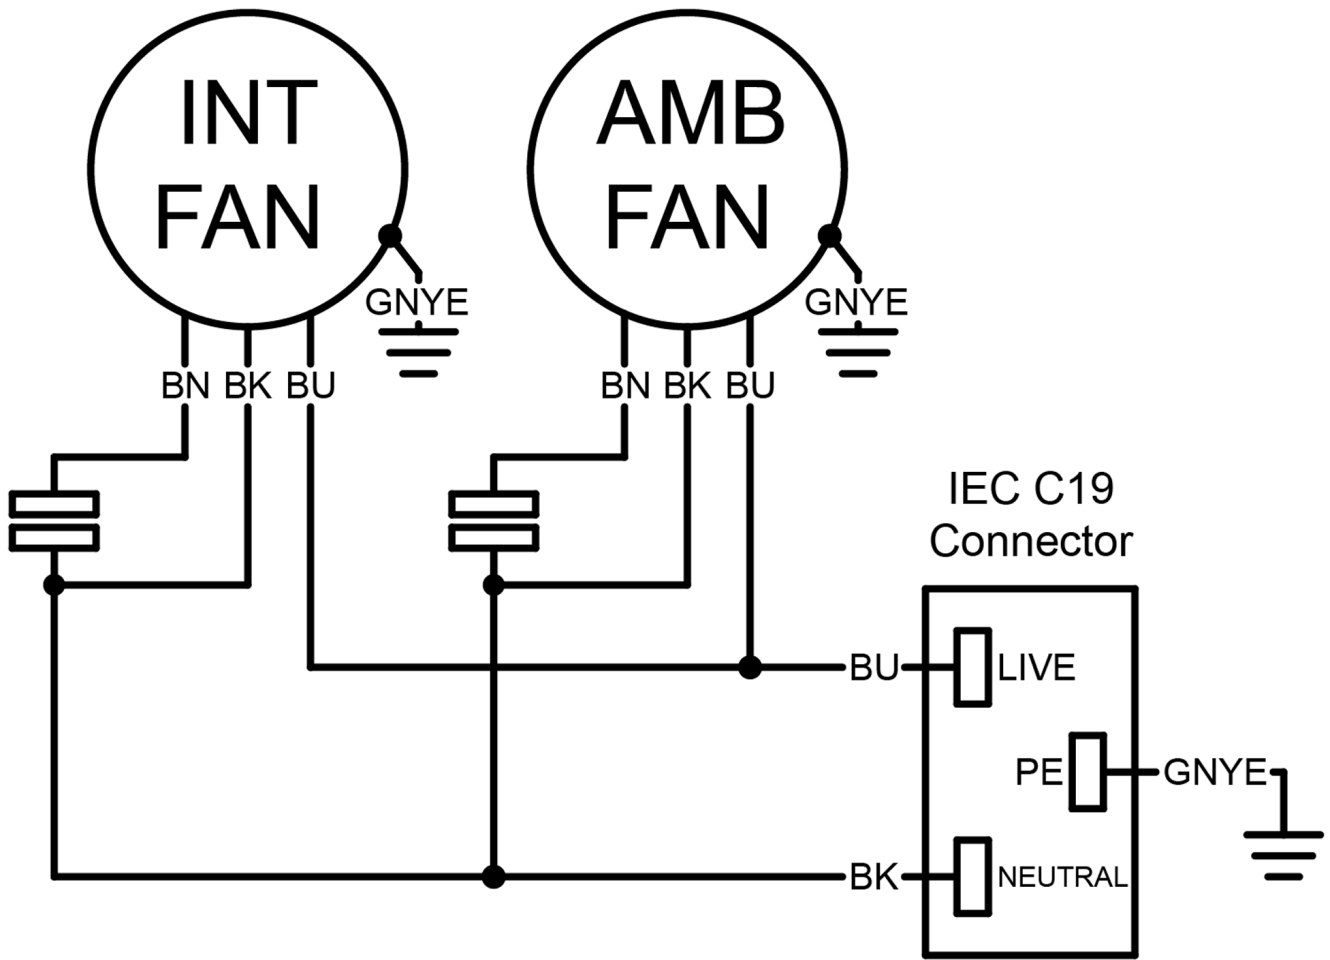 INT
FAN
AMB
FAN
GNYE
GNYE
BN BK BU
BN BK BU
IEC C19
Connector
BU
LIVE
PE
GNYE
BK
NEUTRAL